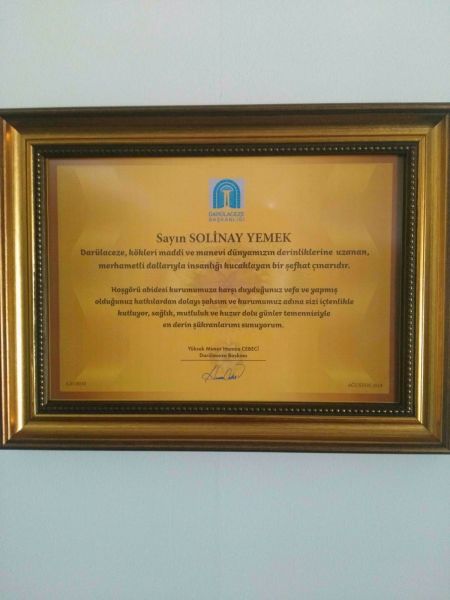 DARÜLACEZE
BAŞKANLIĞI
Sayın SOLİNAY YEMEK
Darülaceze, kökleri maddi ve manevi dünyamızın derinliklerine uzanan,
merhametli dallarıyla insanlığı kucaklayan bir şefkat çınarıdır.
Hoşgörü abidesi kurumumuza karşı duyduğunuz vefa ve yapmış
olduğunuz katkılardan dolayı şahsım ve kurumumuz adına sizi içtenlikle
kutluyor, sağlık, mutluluk ve huzur dolu günler temennisiyle
en derin şükranlarımı sunuyorum.
Yüksek Mimar Hamza CEBECİ
Darülaceze Başkanı